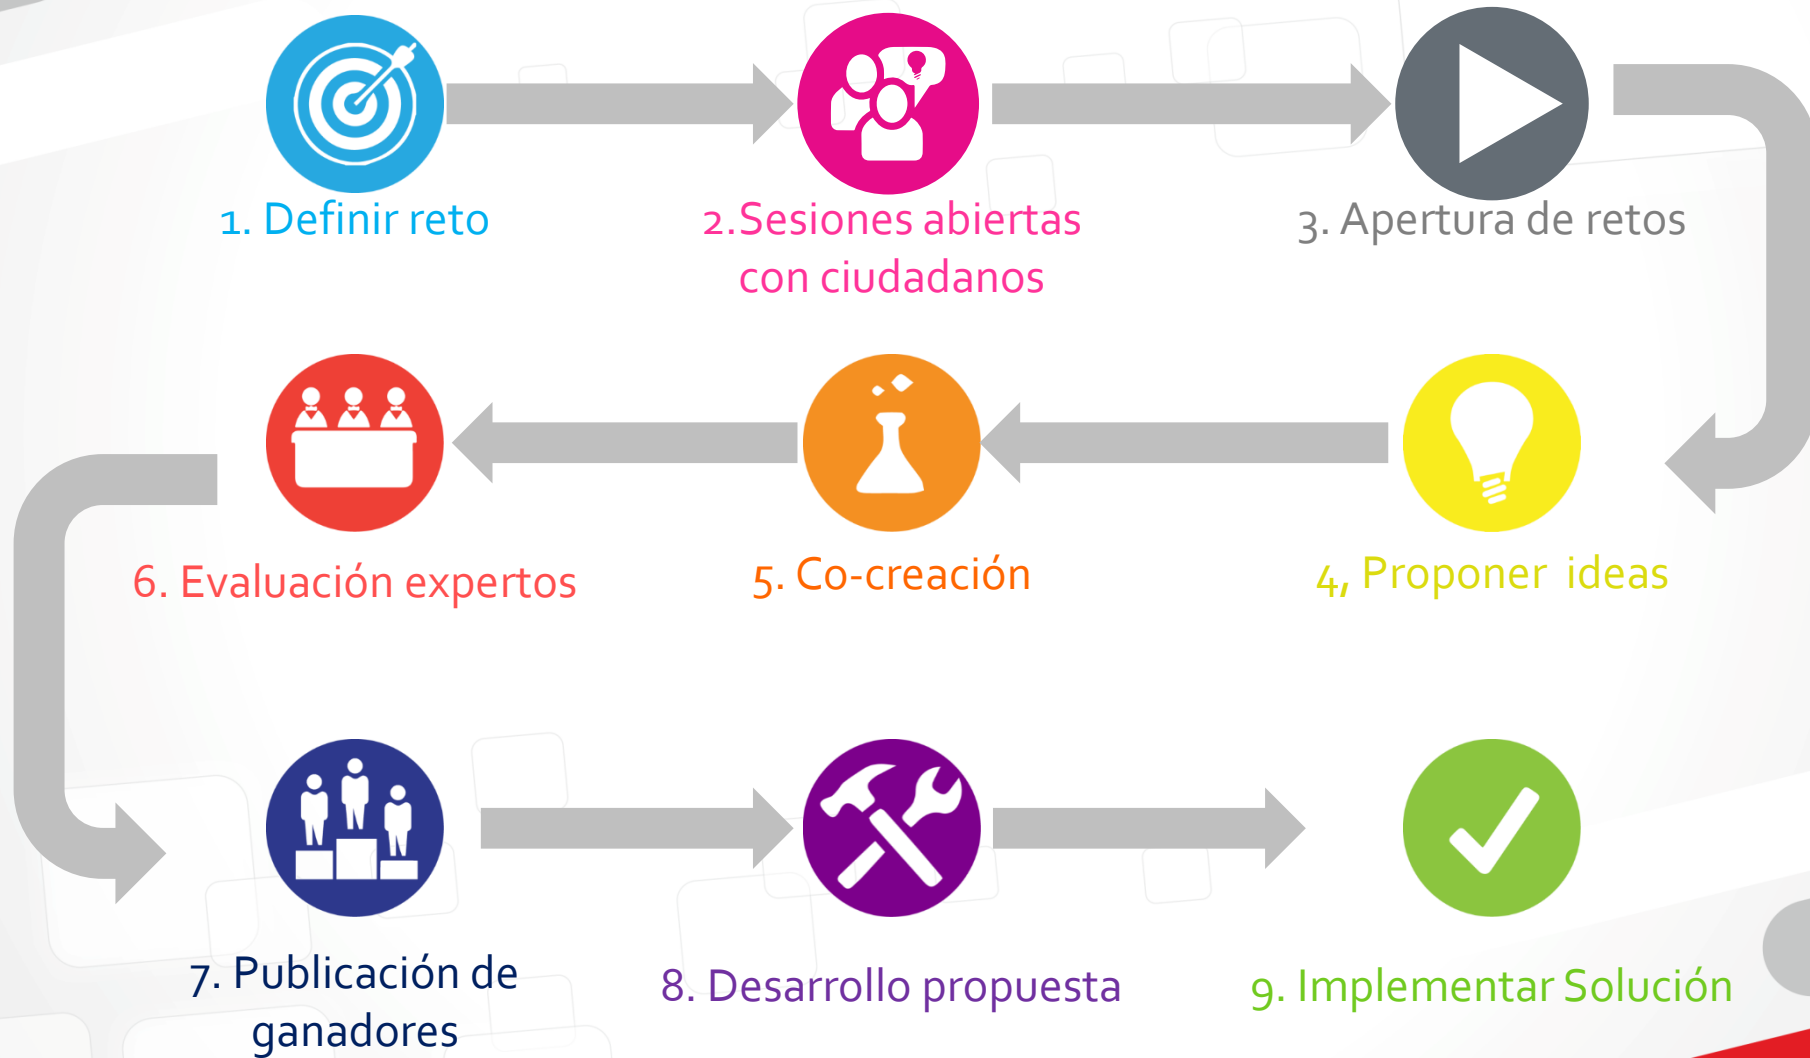 1. Definir reto
2.Sesiones abiertas
con ciudadanos
3. Apertura de retos
4, Proponer  ideas
5. Co-creación
6. Evaluación expertos
7. Publicación de
ganadores
8. Desarrollo propuesta
9. Implementar Solución